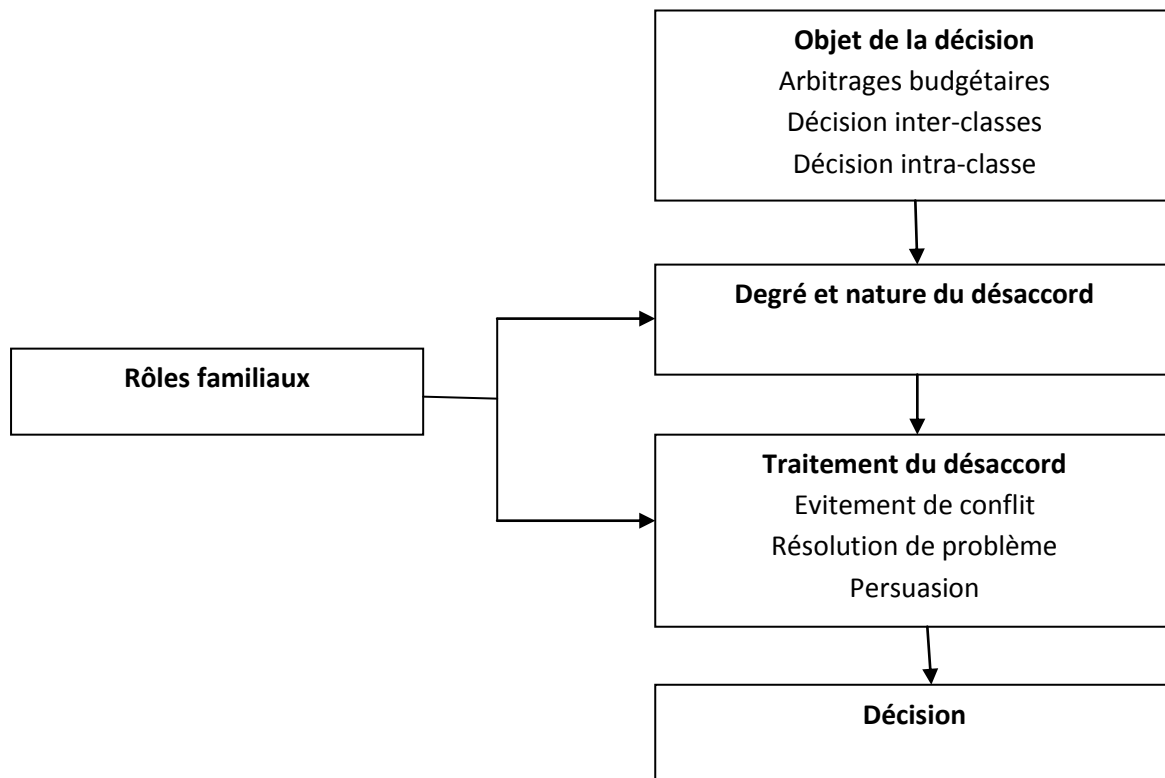 Objet de la décision
Arbitrages budgétaires
Décision inter-classes
Décision intra-classe
Degré et nature du désaccord
Rôles familiaux
Traitement du désaccord
Evitement de conflit
Résolution de problème
Persuasion
Décision